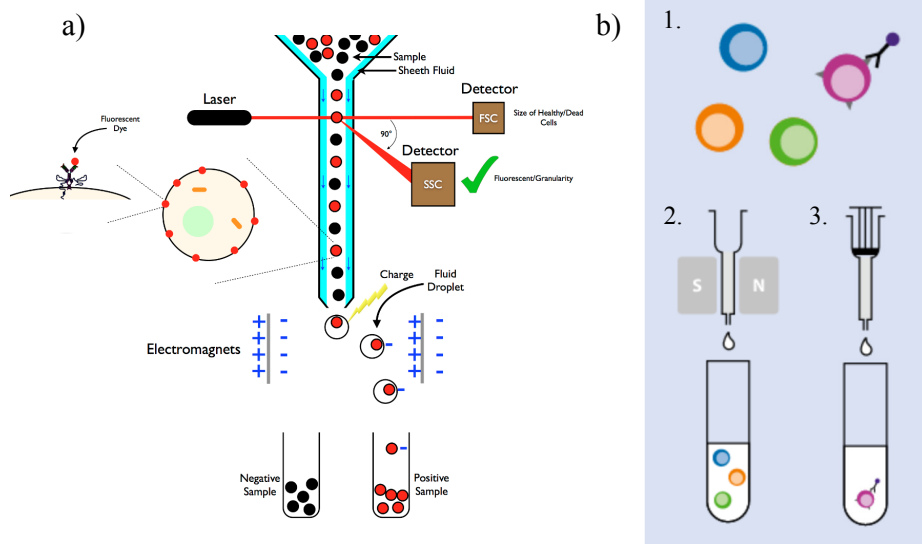 a)
Sample
Sheeth Fluid
Laser
Detector
FSC
Size of Healthy/Dead
Cells
90°
Detector
SSC
Fluorescent/Granularity
Fluorescent
Dye
Charge
Fluid
Droplet
Electromagnets
+ -
+ -
+ -
+ -
+ -
+ -
+ -
+ -
-
-
-
Negative
Sample
Positive
Sample
b)
1.
2.
S N
3.